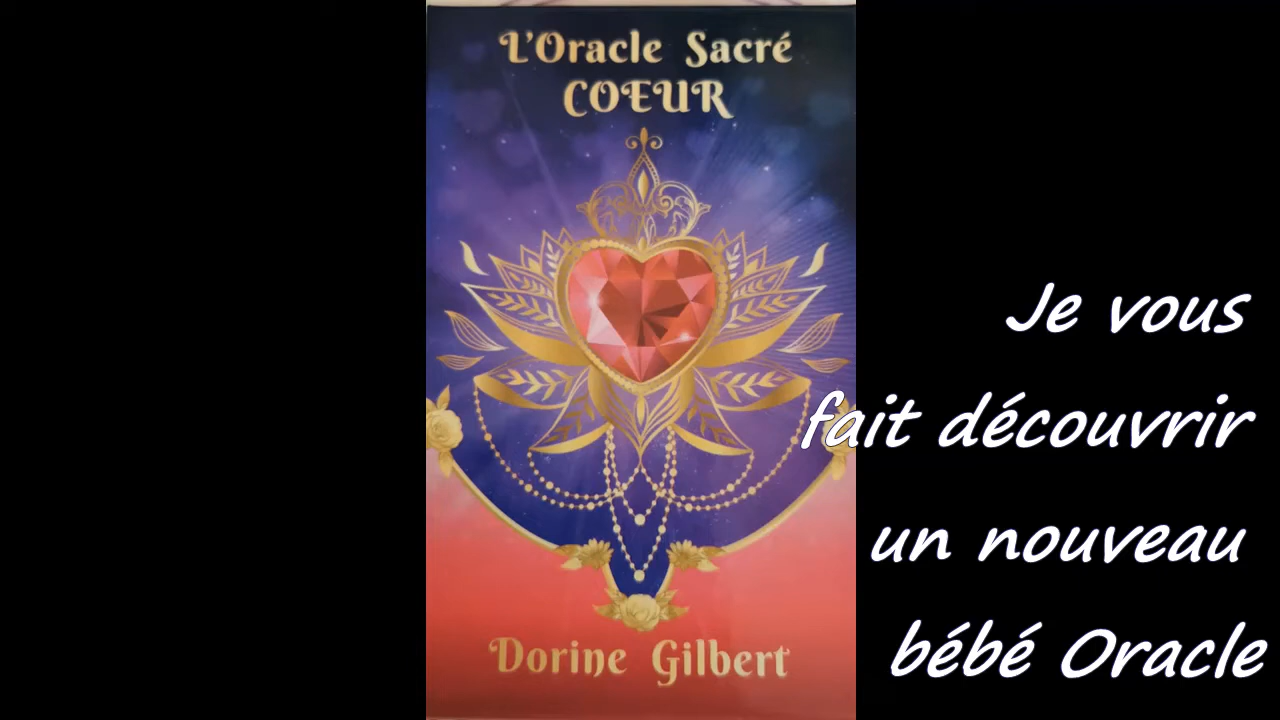 L'Oracle Sacré
COEUR
Je vous
fait découvrir
un nouveau
bébé Oracle
Dorine Gilbert